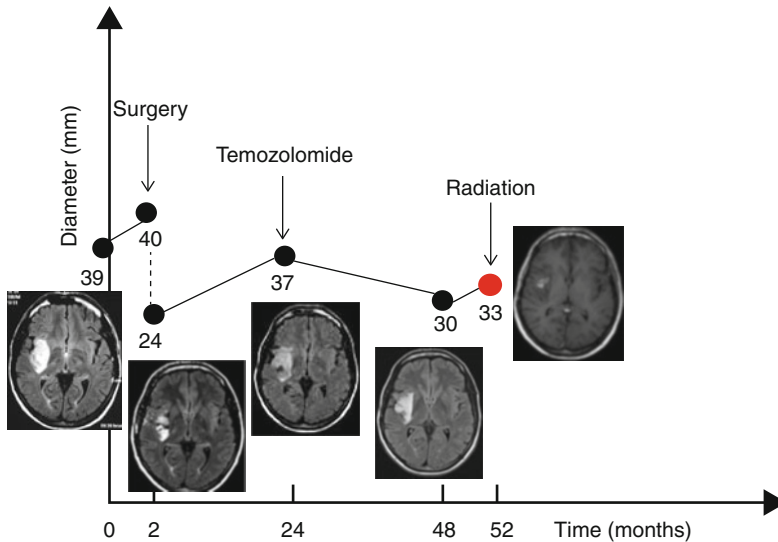 Diameter (mm)
Surgery
Temozolomide
Radiation
39
40
24
37
30
33
0
2
24
48
52
Time (months)